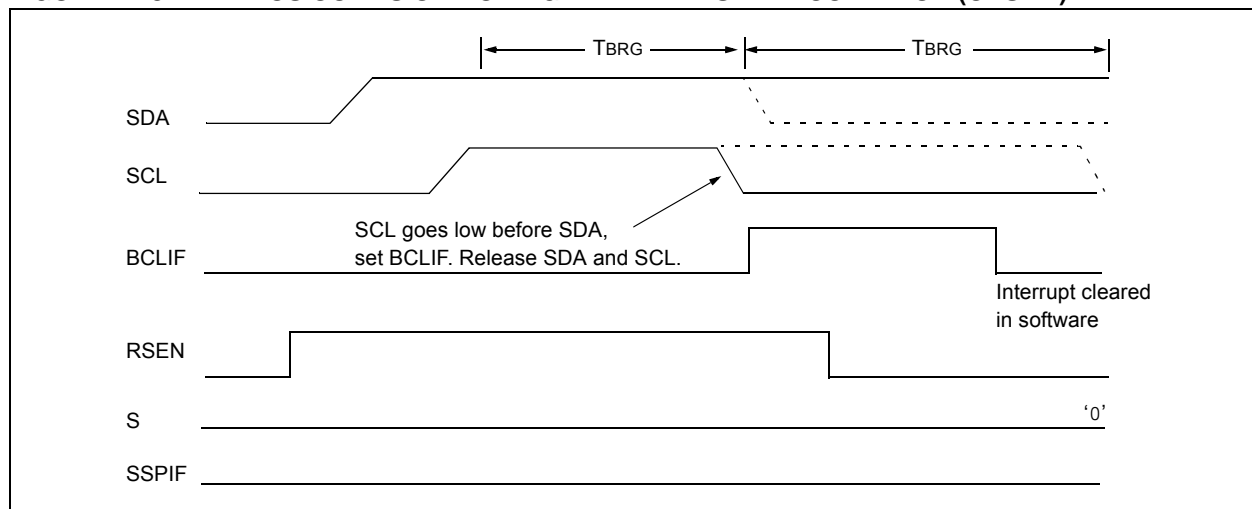 TBRG TBRG
SDA
SCL
SCL goes low before SDA,
set BCLIF. Release SDA and SCL.
BCLIF
Interrupt cleared
in software
RSEN
S ‘0’
SSPIF